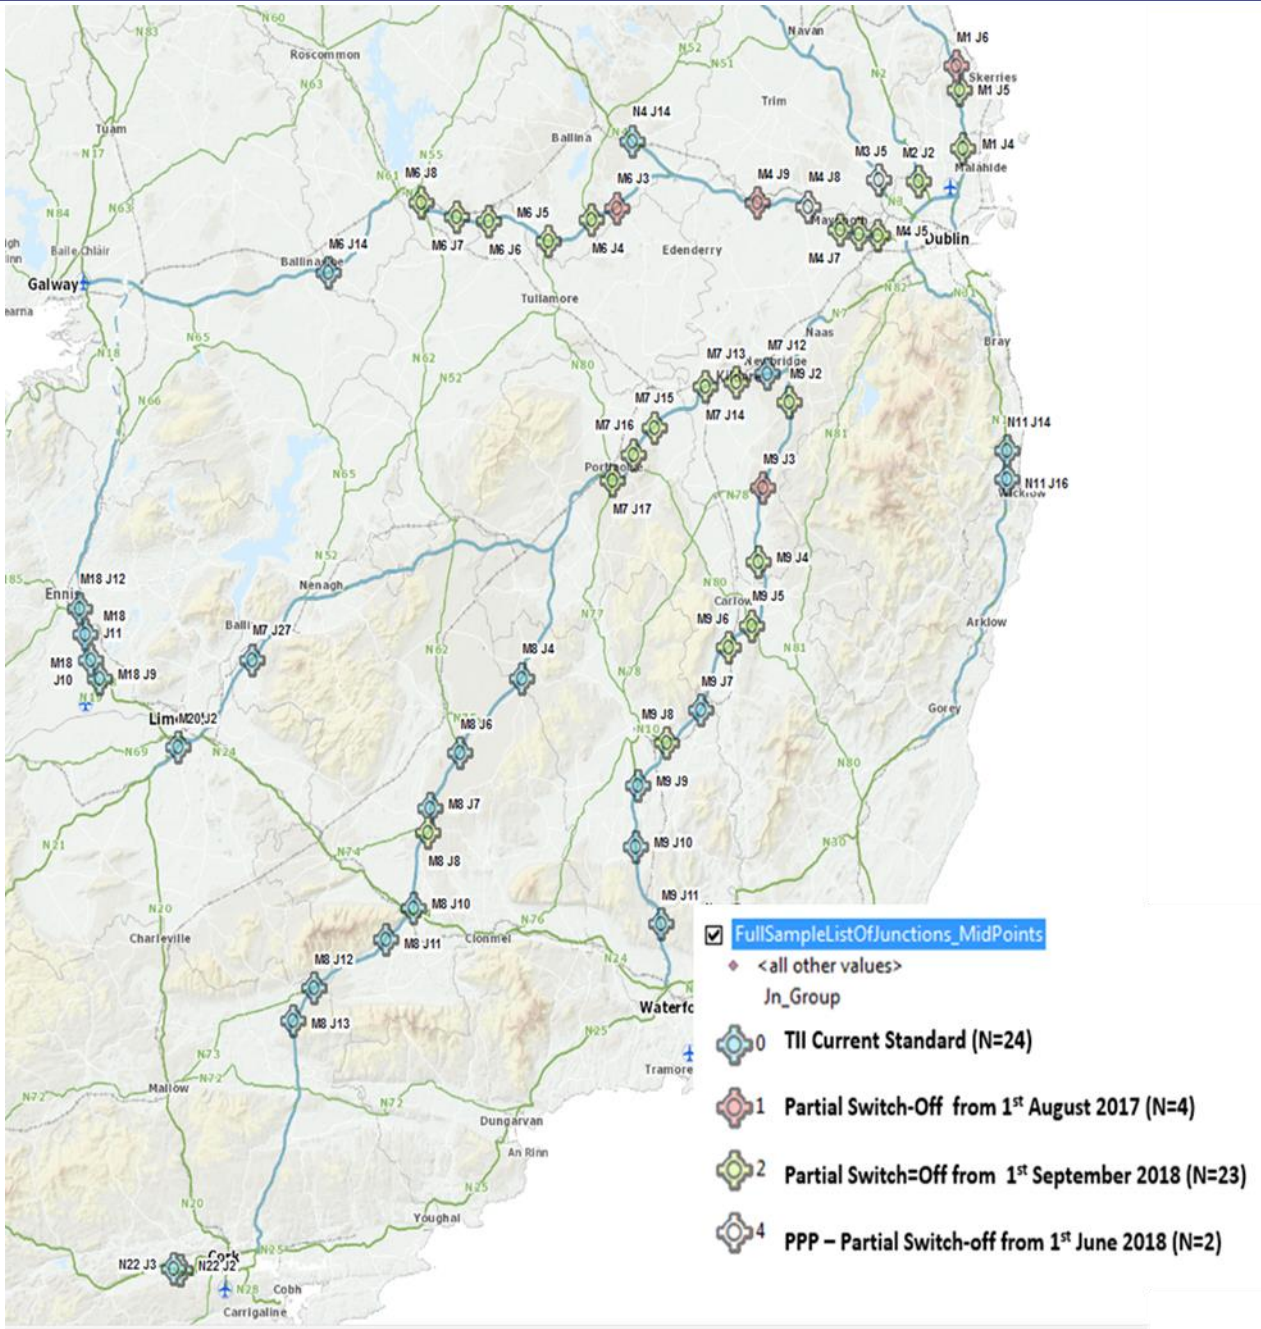 N83
N60
Roscommon
N63
N52
N51
Navan
N2
M1 J6
Skerries
M1 J5
Tuam
N17
N55
Ballina
N4 J14
Trim
M3 J5
M2 J2
M1 J4
Malahide
N61
M6 J8
M6 J3
M4 J9
M4 J8
N3
N84
N63
M6 J5
M6 J7
M6 J6
M6 J4
M4 J5
M4 J7
Dublin
Baile Chláir
M6 J14
Edenderry
Galway
Tullamore
N82
N31
earna
N65
N7
Naas
Bray
N18
N62
N52
N80
M7 J13
M7 J12
Newbridge
M9 J2
N66
M7 J15
M7 J14
M7 J16
N81
N11 J14
N65
M9 J3
N78
N11 J16
Wicklow
M7 J17
N52
M9 J4
Nenagh
N80
M18 J12
Ennis
M9 J5
Carlow
M18
J11
Balli
M7 J27
N77
M9 J6
Arklow
N62
M8 J4
N81
M18
J10
M18 J9
N78
M9 J7
M20 J2
M8 J6
M9 J8
N10
Gorey
N69
N24
N80
M9 J9
M8 J7
N21
N74
M8 J8
M9 J10
N30
M8 J10
M9 J11
N20
N76
Charleville
M8 J11
Clonmel
M8 J12
N24
M8 J13
Waterfo
N25
N73
Tramore
Mallow
N72
N72
N72
Dungarvan
An Rinn
N20
N25
Youghal
N22 J3
Cork
N22 J2
N25
N28
Cobh
Carrigaline
FullSampleListOfJunctions_MidPoints
<all other values>
Jn_Group
0 TII Current Standard (N=24)
1 Partial Switch-Off from 1st August 2017 (N=4)
2 Partial Switch=Off from 1st September 2018 (N=23)
4 PPP – Partial Switch-off from 1st June 2018 (N=2)